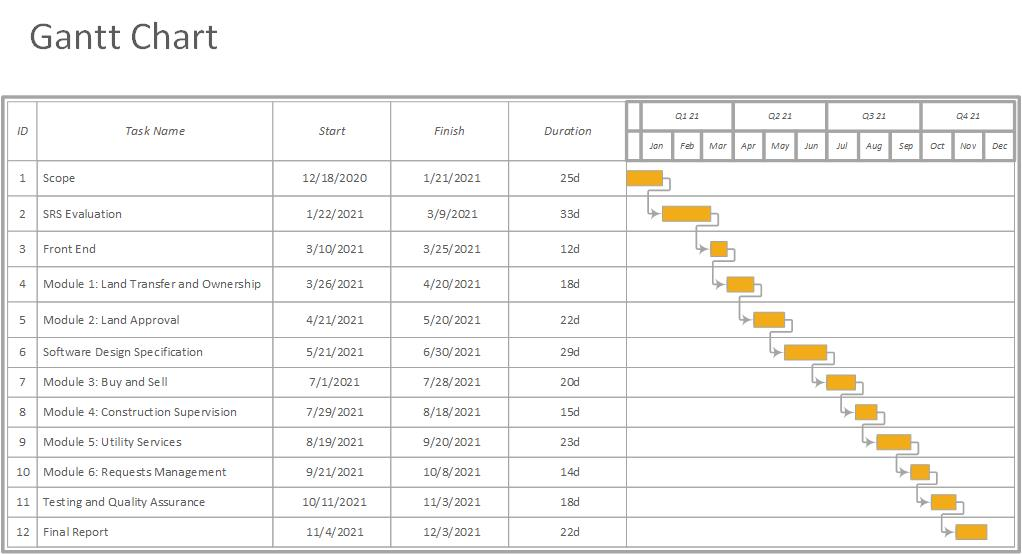 Gantt Chart
ID Task Name Start Finish Duration Q1 21 Q2 21 Q3 21 Q4 21
Jan Feb Mar Apr May Jun Jul Aug Sep Oct Nov Dec
1 Scope 12/18/2020 1/21/2021 25d
2 SRS Evaluation 1/22/2021 3/9/2021 33d
3 Front End 3/10/2021 3/25/2021 12d
4 Module 1: Land Transfer and Ownership 3/26/2021 4/20/2021 18d
5 Module 2: Land Approval 4/21/2021 5/20/2021 22d
6 Software Design Specification 5/21/2021 6/30/2021 29d
7 Module 3: Buy and Sell 7/1/2021 7/28/2021 20d
8 Module 4: Construction Supervision 7/29/2021 8/18/2021 15d
9 Module 5: Utility Services 8/19/2021 9/20/2021 23d
10 Module 6: Requests Management 9/21/2021 10/8/2021 14d
11 Testing and Quality Assurance 10/11/2021 11/3/2021 18d
12 Final Report 11/4/2021 12/3/2021 22d